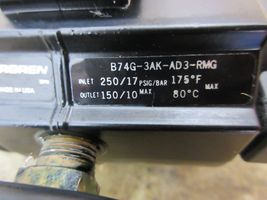 B74G-3AK-AD3-RMG
INLET 250/17 PSIG/BAR 175°F MAX
OUTLET 150/10 MAX 80°C